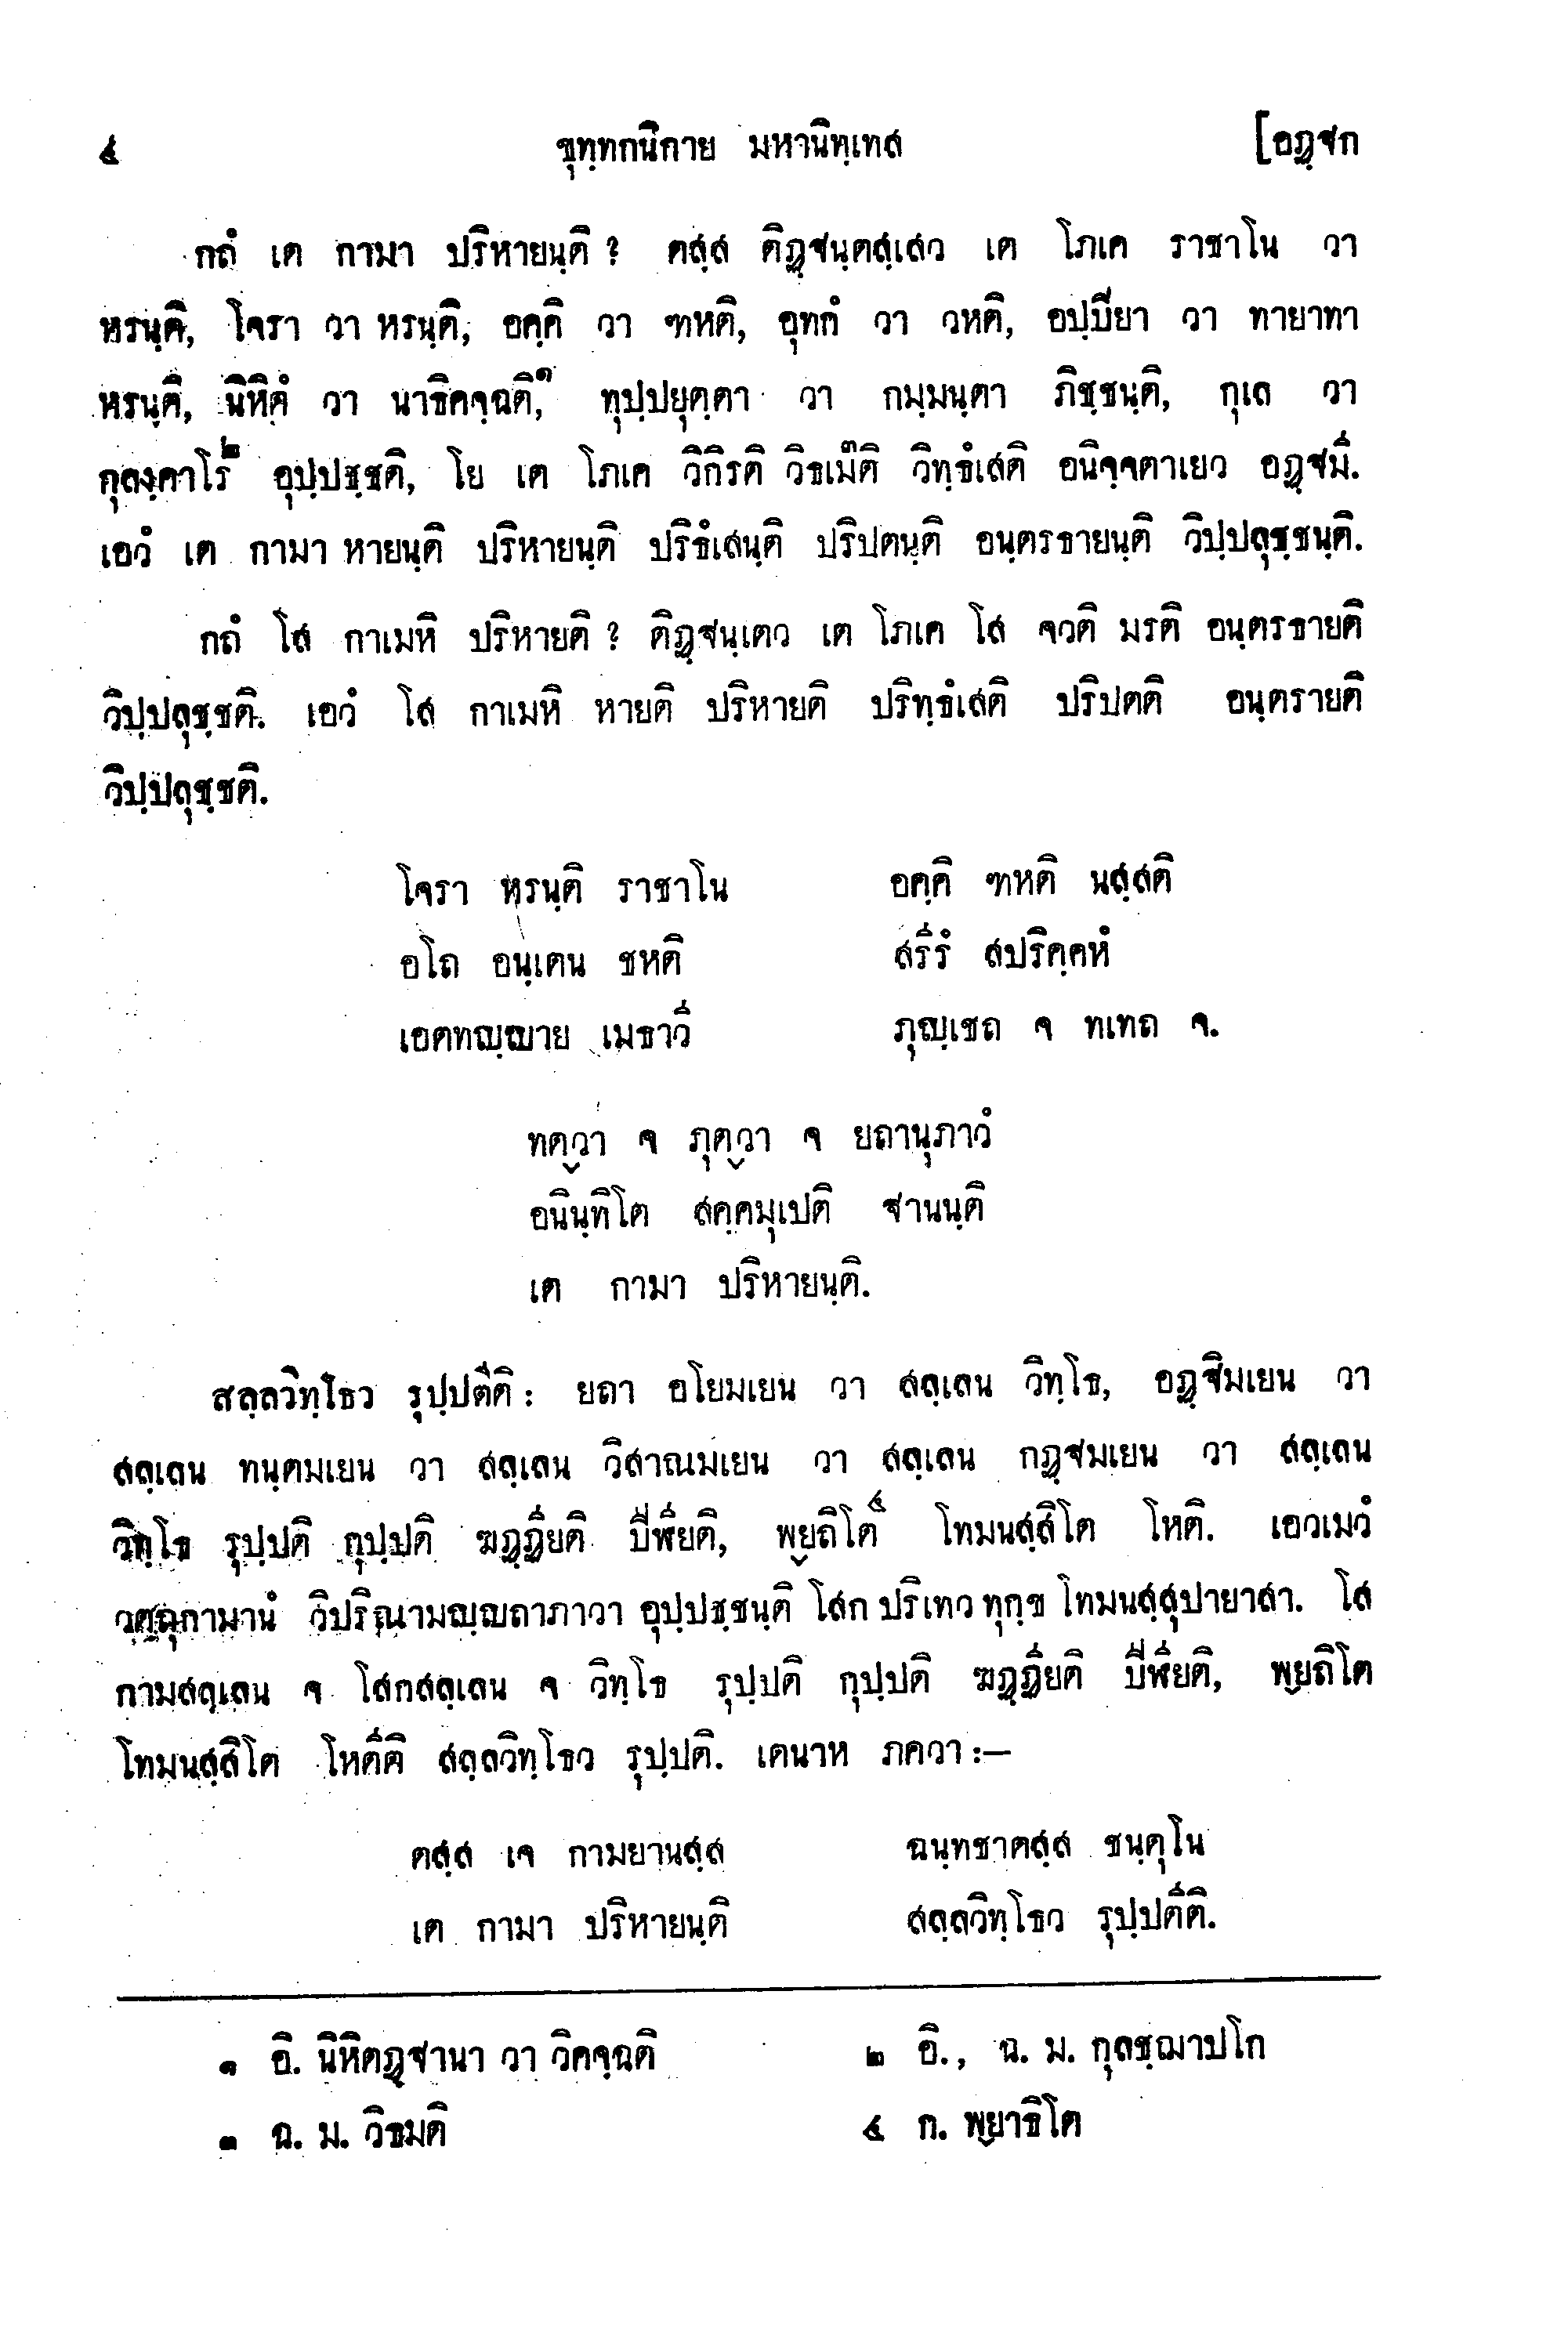 ๔ ขุทฺทกนิกาย มหานิทฺเทส [อฏฺฐก
กถํ เต กามา ปริหายนฺติ ? ตสฺส ติฏฺฐนฺตสฺเสว เต โภเค ราชาโน วา
หรนฺติ, โจรา วา หรนฺติ, อคฺคิ วา ฑหติ, อุทกํ วา วหติ, อปฺปิยา วา ทายาทา
หรนฺติ, นิหิตํ วา นาธิคจฺฉติ,๑ ทุปฺปยุตฺตา วา กมฺมนฺตา ภิชฺชนฺติ, กุเล วา
กุลงฺคาโร๒ อุปฺปชฺชติ, โย เต โภเค วิกิรติ วิธเม๓ติ วิทฺธํเสติ อนิจฺจตาเยว อฏฺฐมี.
เอวํ เต กามา หายนฺติ ปริหายนฺติ ปริธํเสนฺติ ปริปตนฺติ อนฺตรธายนฺติ วิปฺปลุชฺชนฺติ.
กถํ โส กาเมหิ ปริหายติ ? ติฏฺฐนฺเตว เต โภเค โส จวติ มรติ อนฺตรธายติ
วิปฺปลุชฺชติ. เอวํ โส กาเมหิ หายติ ปริหายติ ปริทฺธํเสติ ปริปตติ อนฺตรายติ
วิปฺปลุชฺชติ.
โจรา หรนฺติ ราชาโน อคฺคิ ฑหติ นสฺสติ
อโถ อนฺเตน ชหติ สรีรํ สปริคฺคหํ
เอตทญฺญาย เมธาวี ภุญฺเชถ จ ทเทถ จ.
ทตฺวา จ ภุตฺวา จ ยถานุภาวํ
อนินฺทิโต สคฺคมุเปติ ฐานนฺติ
เต กามา ปริหายนฺติ.
สลฺลวิทฺโธว รุปฺปตีติ : ยถา อโยมเยน วา สลฺเลน วิทฺโธ, อฏฺฐิมเยน วา
สลฺเลน ทนฺตมเยน วา สลฺเลน วิสาณมเยน วา สลฺเลน กฏฺฐมเยน วา สลฺเลน
วิทฺโธ รุปฺปติ กุปฺปติ ฆฏฺฏียติ ปีฬียติ, พฺยถิโต๔ โทมนสฺสิโต โหติ. เอวเมวํ
วตฺถุกามานํ วิปริณามญฺญถาภาวา อุปฺปชฺชนฺติ โสก ปริเทว ทุกฺข โทมนสฺสุปายาสา. โส
กามสลฺเลน จ โสกสลฺเลน จ วิทฺโธ รุปฺปติ กุปฺปติ ฆฏฺฏียติ ปีฬียติ, พฺยถิโต
โทมนสฺสิโต โหตีติ สลฺลวิทฺโธว รุปฺปติ. เตนาห ภควา :—
ตสฺส เจ กามยานสฺส ฉนฺทชาตสฺส ชนฺตุโน
เต กามา ปริหายนฺติ สลฺลวิทฺโธว รุปฺปตีติ.
๑ อิ. นิหิตฏฺฐานา วา วิคจฺฉติ ๒ อิ., ฉ. ม. กุลชฺฌาปโก
๓ ฉ. ม. วิธมติ ๔ ก. พฺยาธิโต